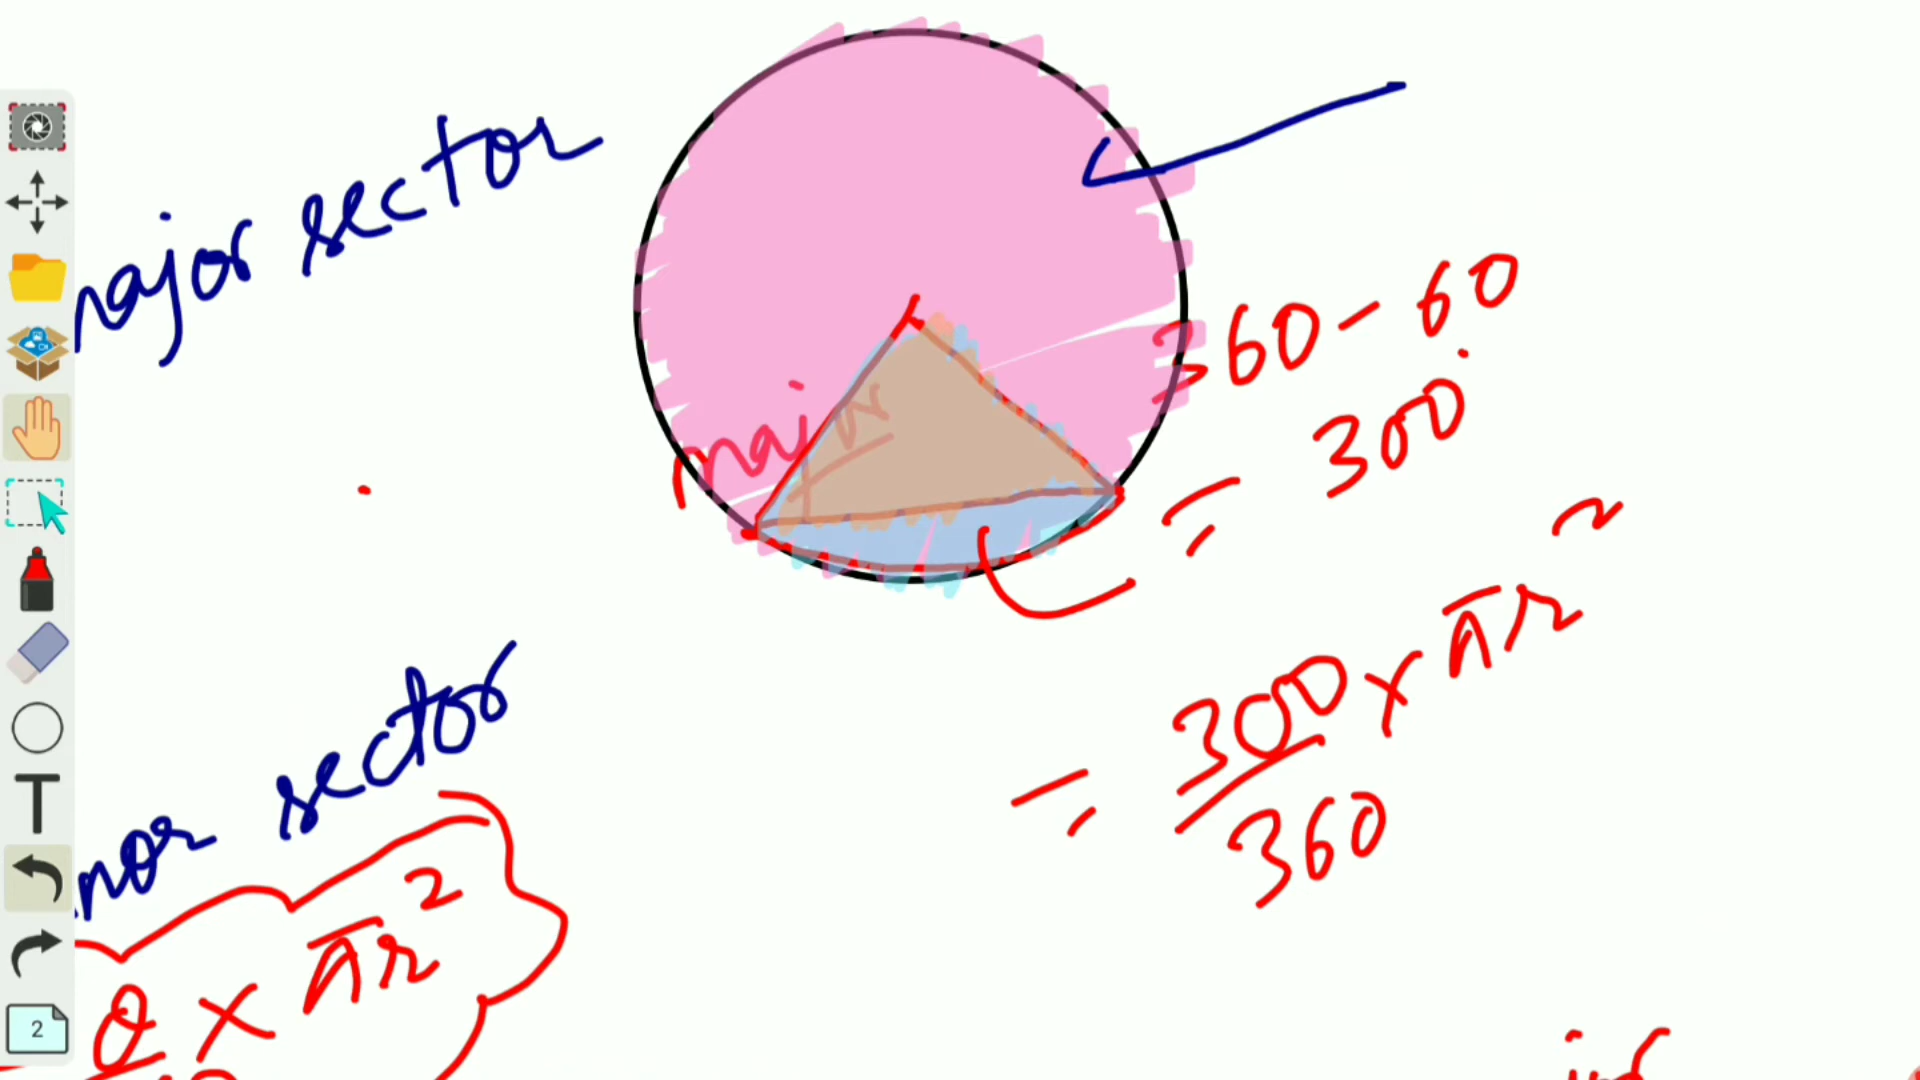 major sector
360 - 60
major
= 300°
= 300/360 × πr²
minor sector
θ × πr²
T
2